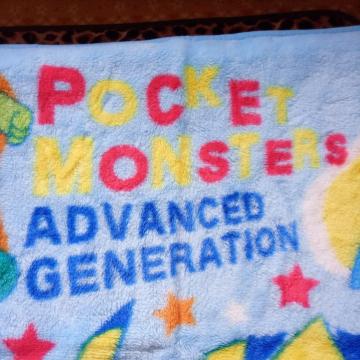 POCKET
MONSTERS
ADVANCED
GENERATION